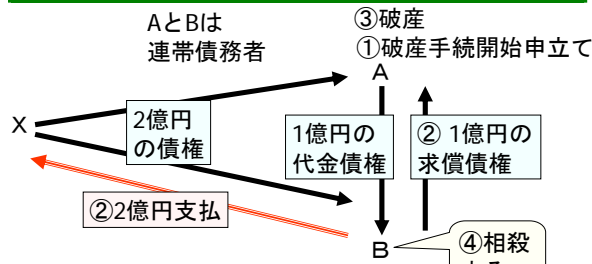 AとBは
連帯債務者
③破産
①破産手続開始申立て
A
X
2億円
の債権
1億円の
代金債権
② 1億円の
求償債権
②2億円支払
B
④相殺